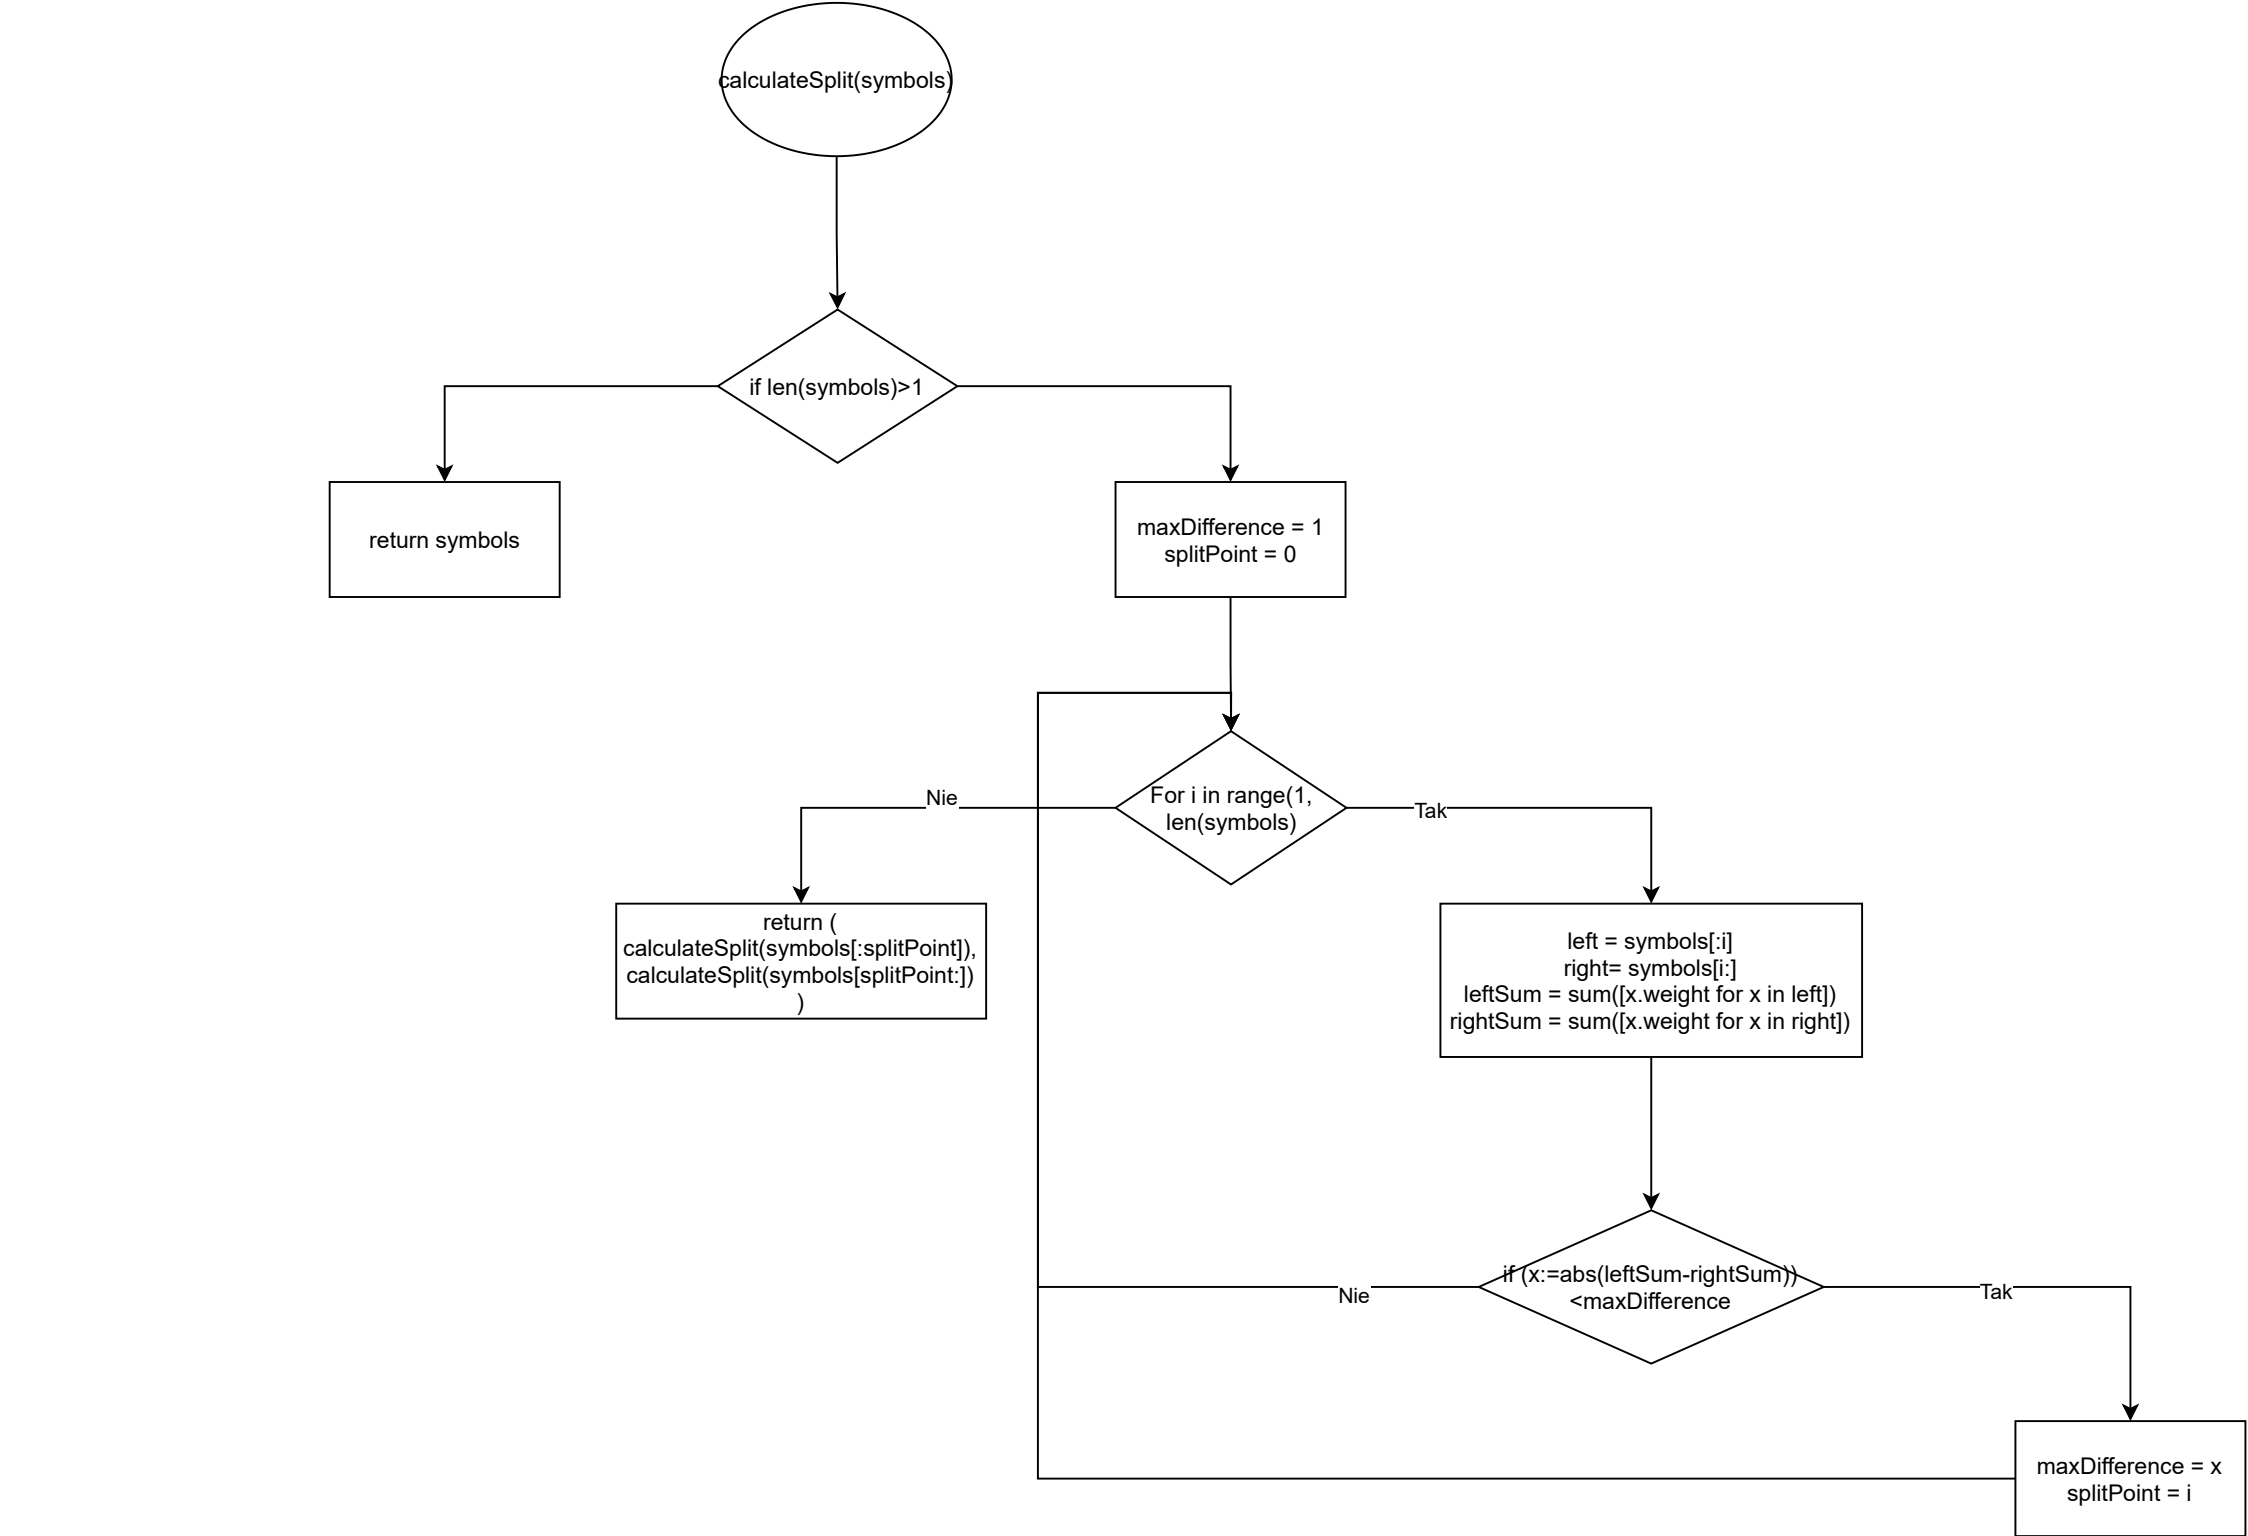 calculateSplit(symbols)
if len(symbols)>1
return symbols
maxDifference = 1
splitPoint = 0
For i in range(1,
len(symbols)
Nie
Tak
return (
calculateSplit(symbols[:splitPoint]),
calculateSplit(symbols[splitPoint:])
)
left = symbols[:i]
right= symbols[i:]
leftSum = sum([x.weight for x in left])
rightSum = sum([x.weight for x in right])
if (x:=abs(leftSum-rightSum))
<maxDifference
Nie
Tak
maxDifference = x
splitPoint = i